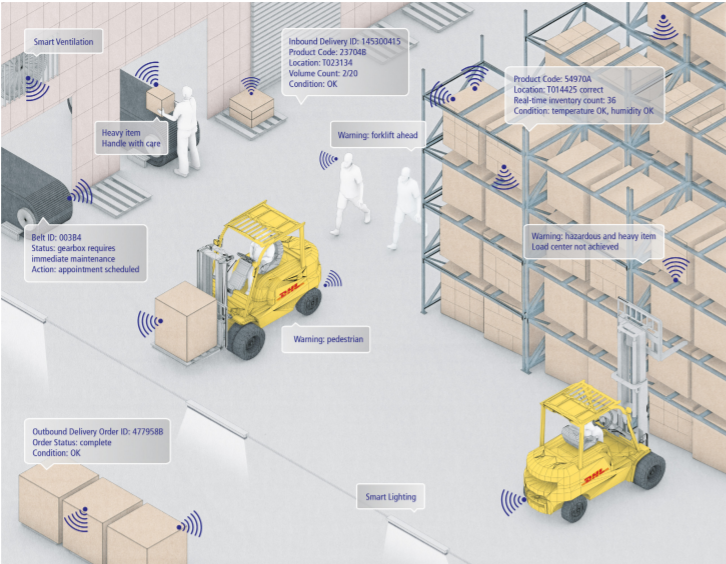 Smart Ventilation
Inbound Delivery ID: 145300415
Product Code: 23704B
Location: T023134
Volume Count: 2/20
Condition: OK
Product Code: 54970A
Location: T014425 correct
Real-time inventory count: 36
Condition: temperature OK, humidity OK
Heavy item
Handle with care
Warning: forklift ahead
Belt ID: 003B4
Status: gearbox requires
immediate maintenance
Action: appointment scheduled
Warning: hazardous and heavy item
Load center not achieved
DHL
Warning: pedestrian
Outbound Delivery Order ID: 477958B
Order Status: complete
Condition: OK
DHL
Smart Lighting